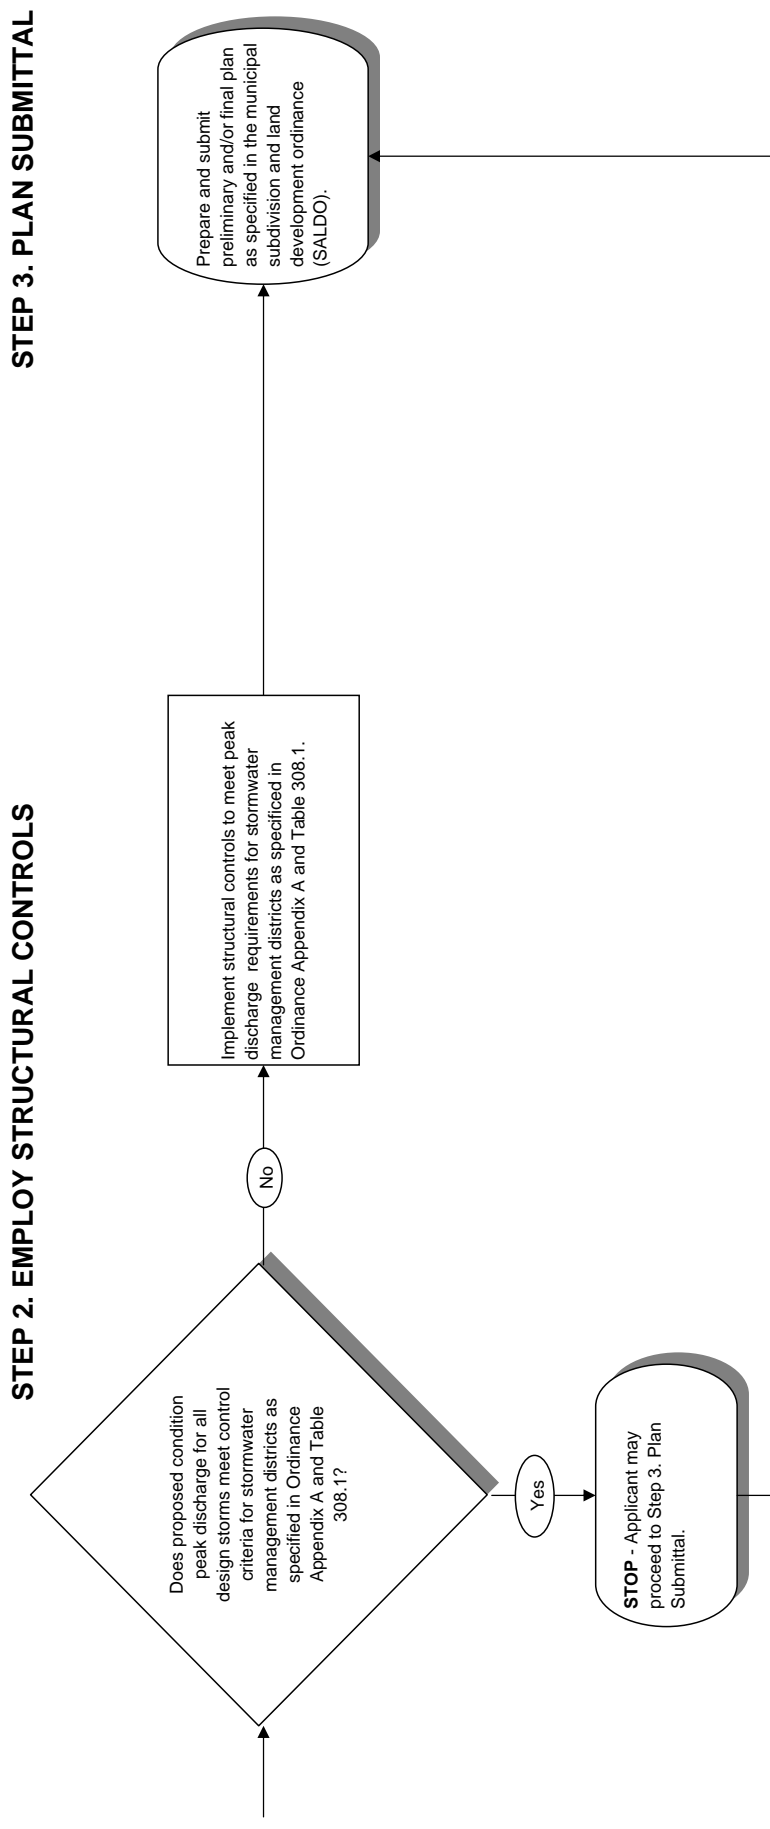 STEP 2. EMPLOY STRUCTURAL CONTROLS
STEP 3. PLAN SUBMITTAL
Does proposed condition
peak discharge for all
design storms meet control
criteria for stormwater
management districts as
specified in Ordinance
Appendix A and Table
308.1?
No
Implement structural controls to meet peak
discharge requirements for stormwater
management districts as specificed in
Ordinance Appendix A and Table 308.1.
Prepare and submit
preliminary and/or final plan
as specified in the municipal
subdivision and land
development ordinance
(SALDO).
Yes
STOP - Applicant may
proceed to Step 3. Plan
Submittal.